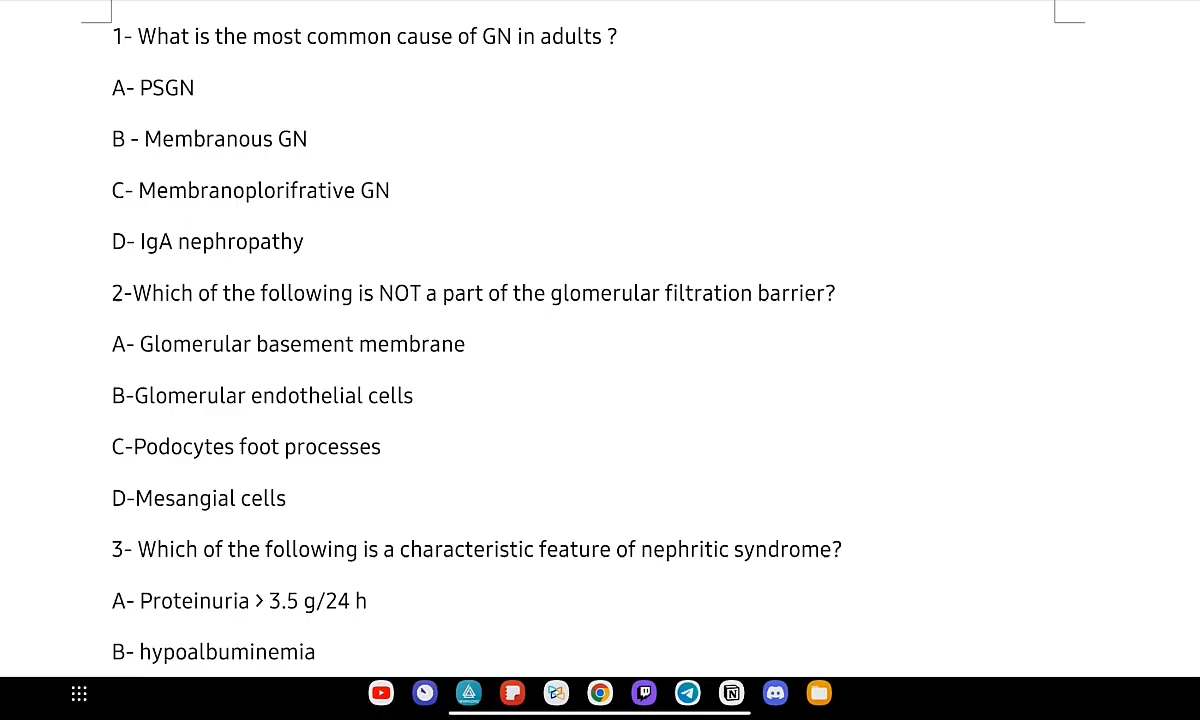 1- What is the most common cause of GN in adults ?
A- PSGN
B - Membranous GN
C- Membranoplorifrative GN
D- IgA nephropathy
2-Which of the following is NOT a part of the glomerular filtration barrier?
A- Glomerular basement membrane
B-Glomerular endothelial cells
C-Podocytes foot processes
D-Mesangial cells
3- Which of the following is a characteristic feature of nephritic syndrome?
A- Proteinuria > 3.5 g/24 h
B- hypoalbuminemia